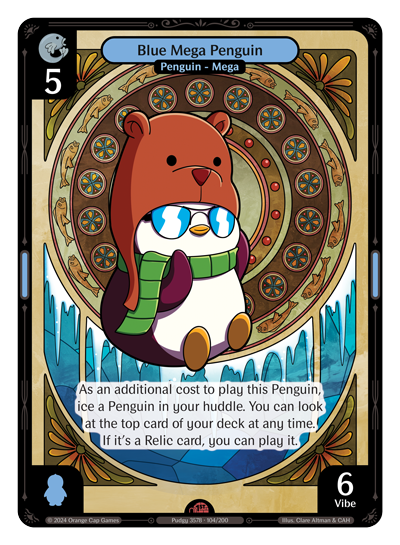 Blue Mega Penguin
5
Penguin - Mega
As an additional cost to play this Penguin,
ice a Penguin in your huddle. You can look
at the top card of your deck at any time.
If it's a Relic card, you can play it.
6
Vibe
© 2024 Orange Cap Games
Pudgy 3578 · 104/200
Illus. Clare Altman & CAH